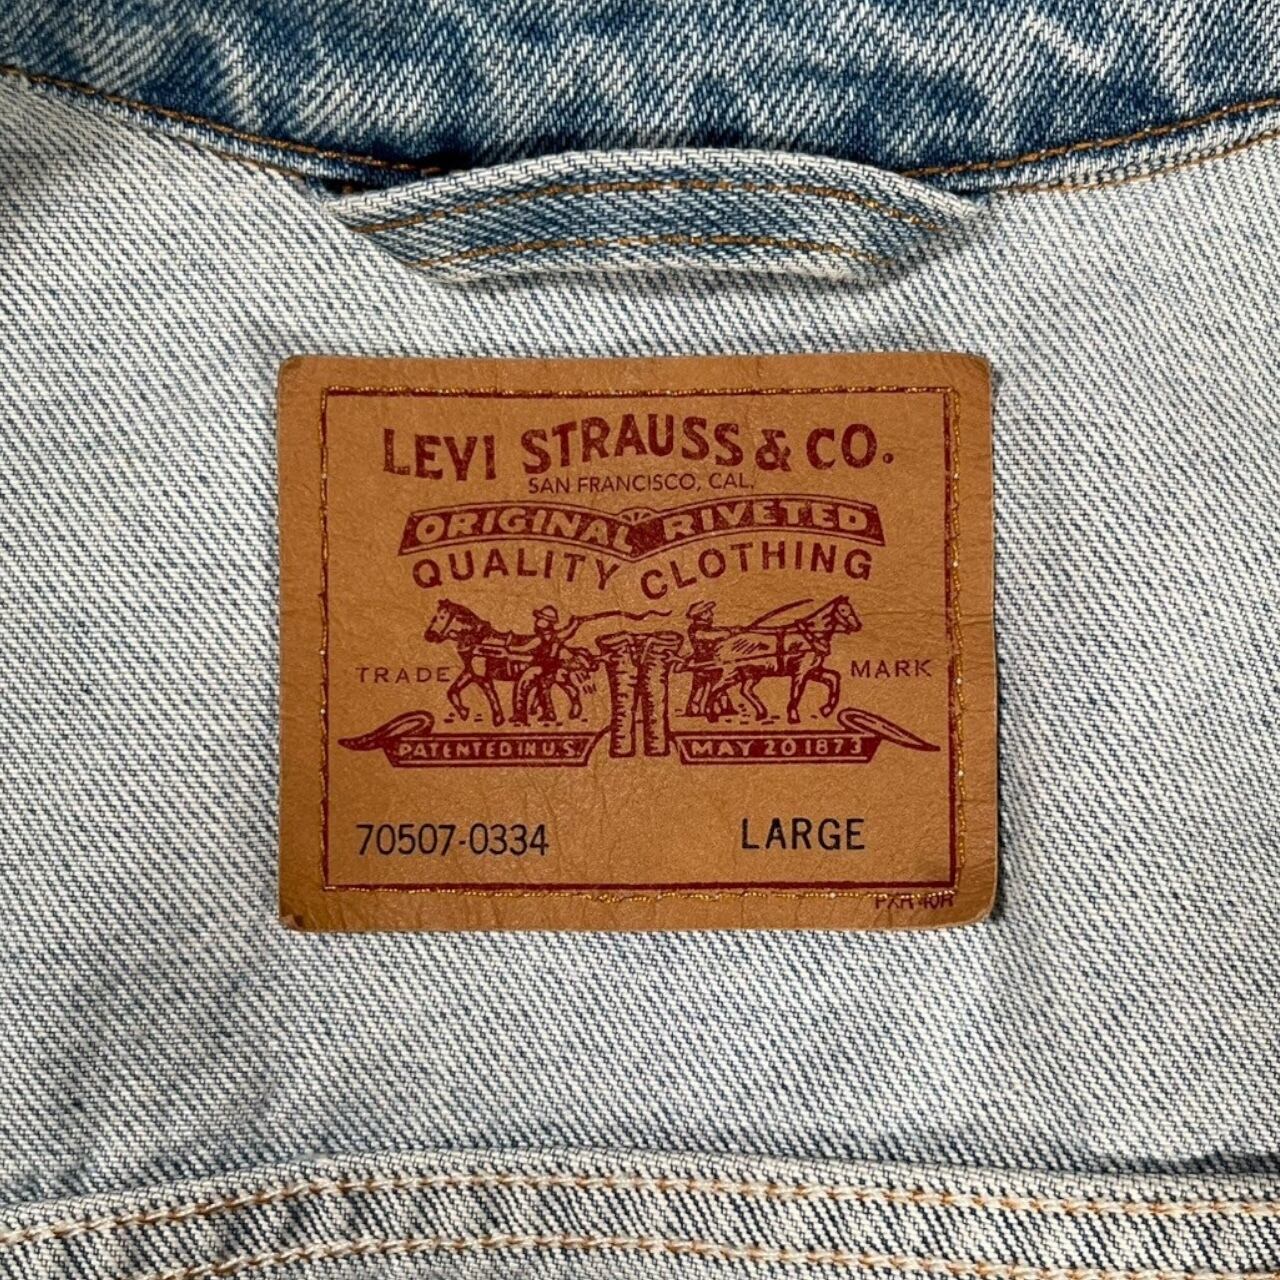 LEVI STRAUSS & CO.
SAN FRANCISCO, CAL.
ORIGINAL RIVETED
QUALITY CLOTHING
TRADE MARK
PATENTED IN U.S. MAY 20 1873
70507-0334 LARGE